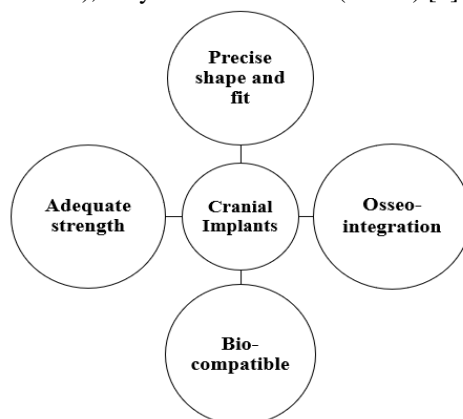 Precise
shape and
fit
Adequate
strength
Cranial
Implants
Osseo-
integration
Bio-
compatible